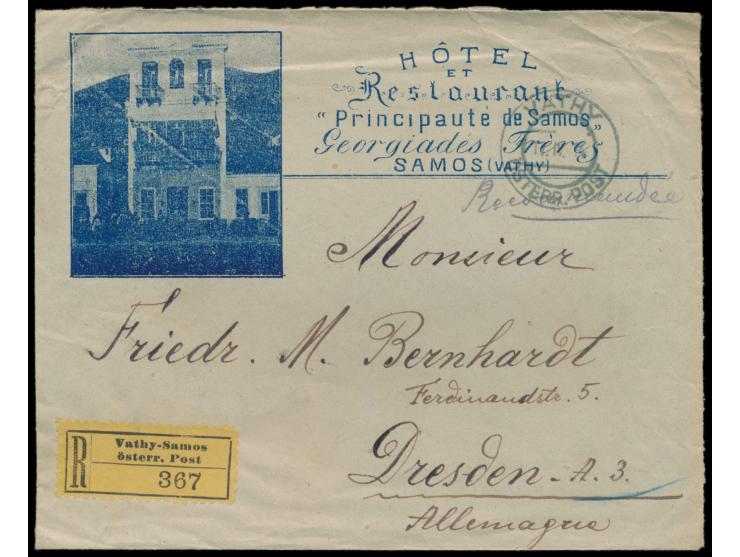 HÔTEL
ET
Restaurant
"Principauté de Samos"
Georgiadés Frères
SAMOS (VATHY)
VATHY
ÖSTERR. POST
Recommandée
Monsieur
Friedr. M. Bernhardt
Ferdinandstr. 5.
Dresden - A. 3.
Allemagne
R
Vathy-Samos
österr. Post
367